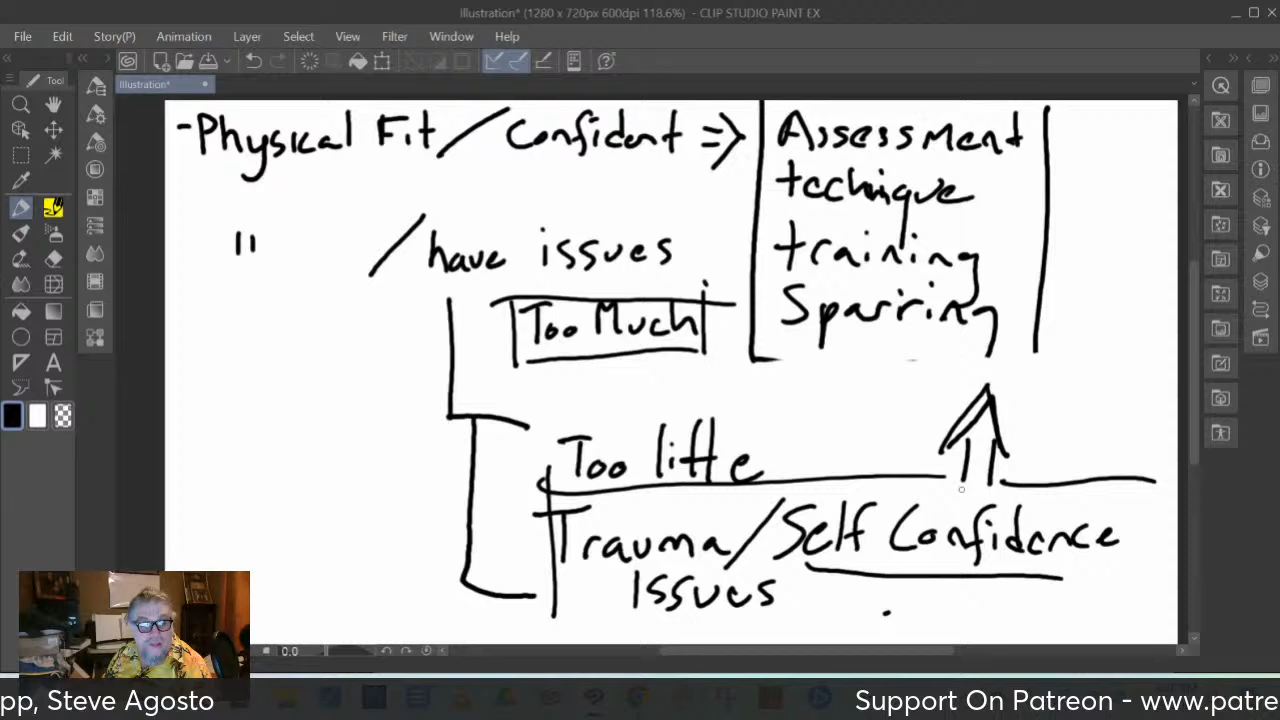 Illustration* (1280 x 720px 600dpi 118.6%) - CLIP STUDIO PAINT EX
File Edit Story(P) Animation Layer Select View Filter Window Help
Tool
Illustration*
-Physical Fit / Confident => Assessment
technique
" / have issues training
Too Much Sparring
Too little
Trauma/Self Confidence
Issues
0.0
pp, Steve Agosto Support On Patreon - www.patre